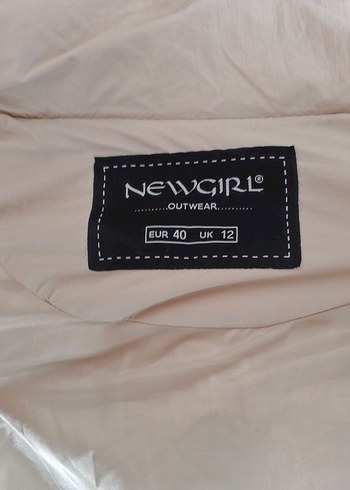 NEWGIRL®
..........OUTWEAR..........
EUR 40 UK 12